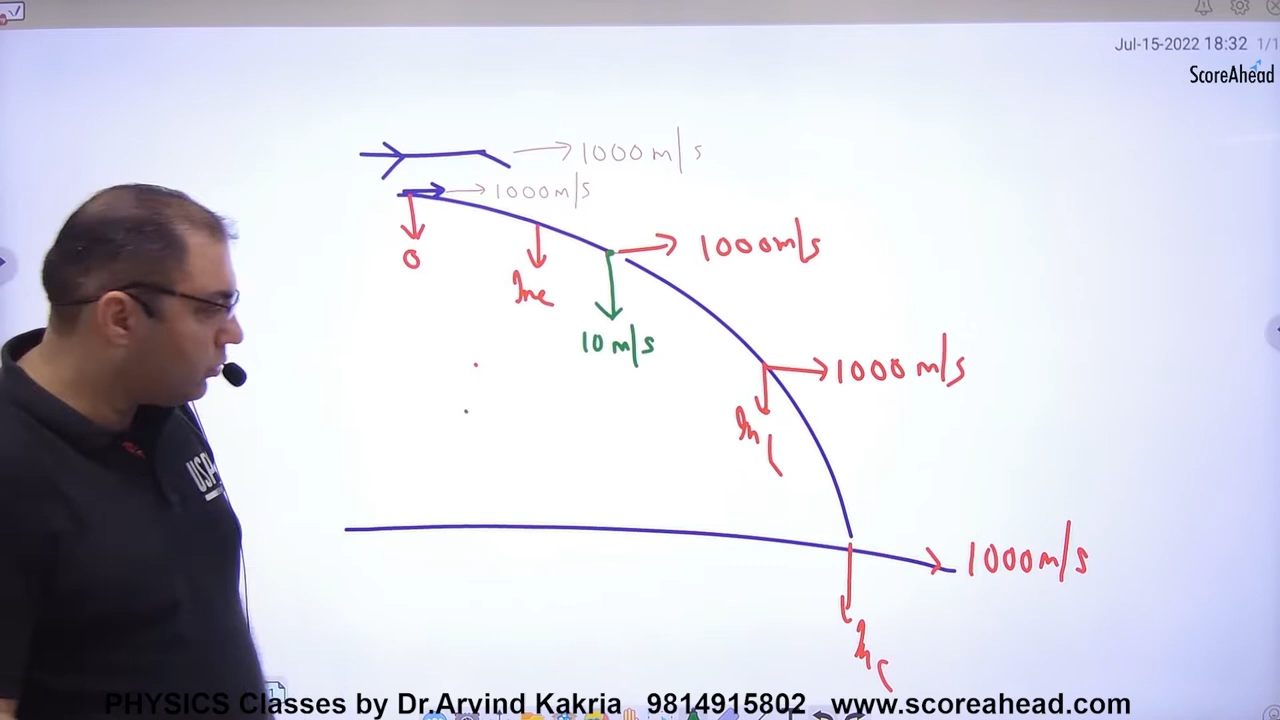 Jul-15-2022 18:32 1/1
ScoreAhead
1000 m/s
1000 m/s
0
Inc
1000 m/s
10 m/s
1000 m/s
1000 m/s
PHYSICS Classes by Dr.Arvind Kakria 9814915802 www.scoreahead.com